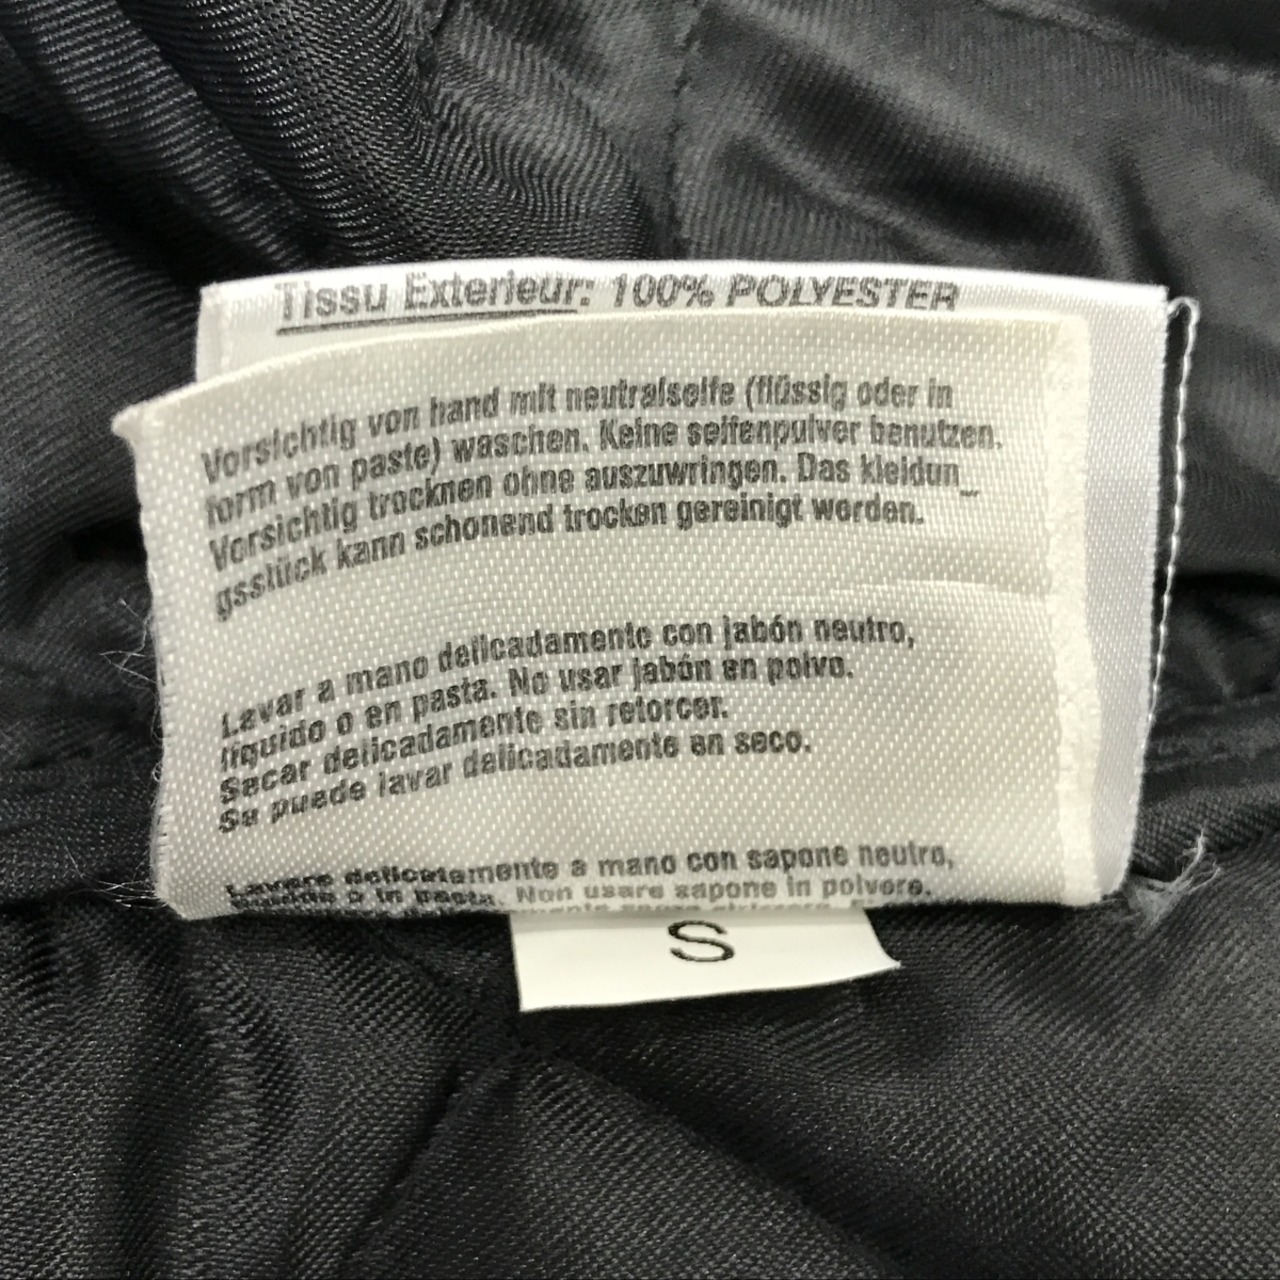 Tissu Exterieur: 100% POLYESTER
Vorsichtig von hand mit neutralseife (flüssig oder in
form von paste) waschen. Keine seifenpulver benutzen.
Vorsichtig trocknen ohne auszuwringen. Das kleidun_
gsstück kann schonend trocken gereinigt werden.
Lavar a mano delicadamente con jabón neutro,
líquido o en pasta. No usar jabón en polvo.
Secar delicadamente sin retorcer.
Se puede lavar delicadamente en seco.
Lavare delicatamente a mano con sapone neutro,
o in pasta. Non usare sapone in polvere.
S